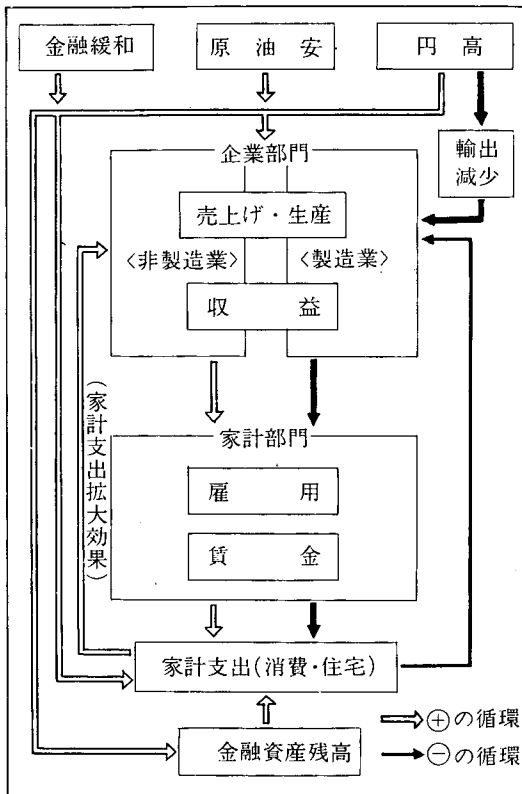 金融緩和
原油安
円高
輸出
減少
企業部門
売上げ・生産
<非製造業>
<製造業>
収益
(家計支出拡大効果)
家計部門
雇用
賃金
家計支出(消費・住宅)
金融資産残高
⊕の循環
⊖の循環